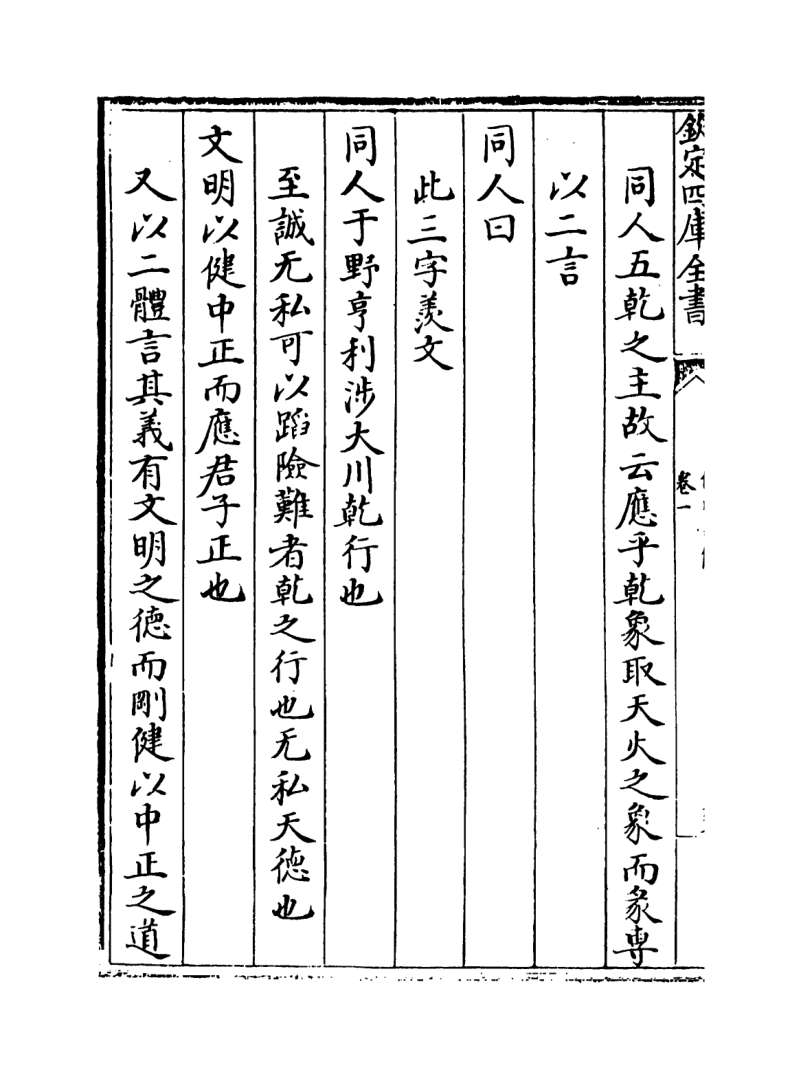 欽定四庫全書
卷一
同人五乾之主故云應乎乾象取天火之象而彖專
以二言
同人曰
此三字羨文
同人于野亨利涉大川乾行也
至誠无私可以蹈險難者乾之行也无私天徳也
文明以健中正而應君子正也
又以二體言其義有文明之徳而剛健以中正之道